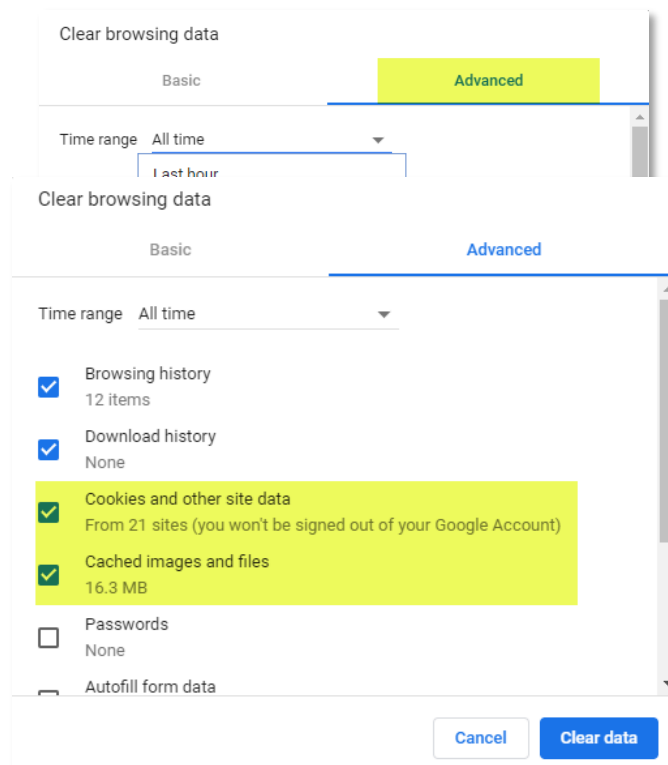 Clear browsing data
Basic Advanced
Time range All time
Last hour
Clear browsing data
Basic Advanced
Time range All time
Browsing history
12 items
Download history
None
Cookies and other site data
From 21 sites (you won't be signed out of your Google Account)
Cached images and files
16.3 MB
Passwords
None
Autofill form data
Cancel Clear data